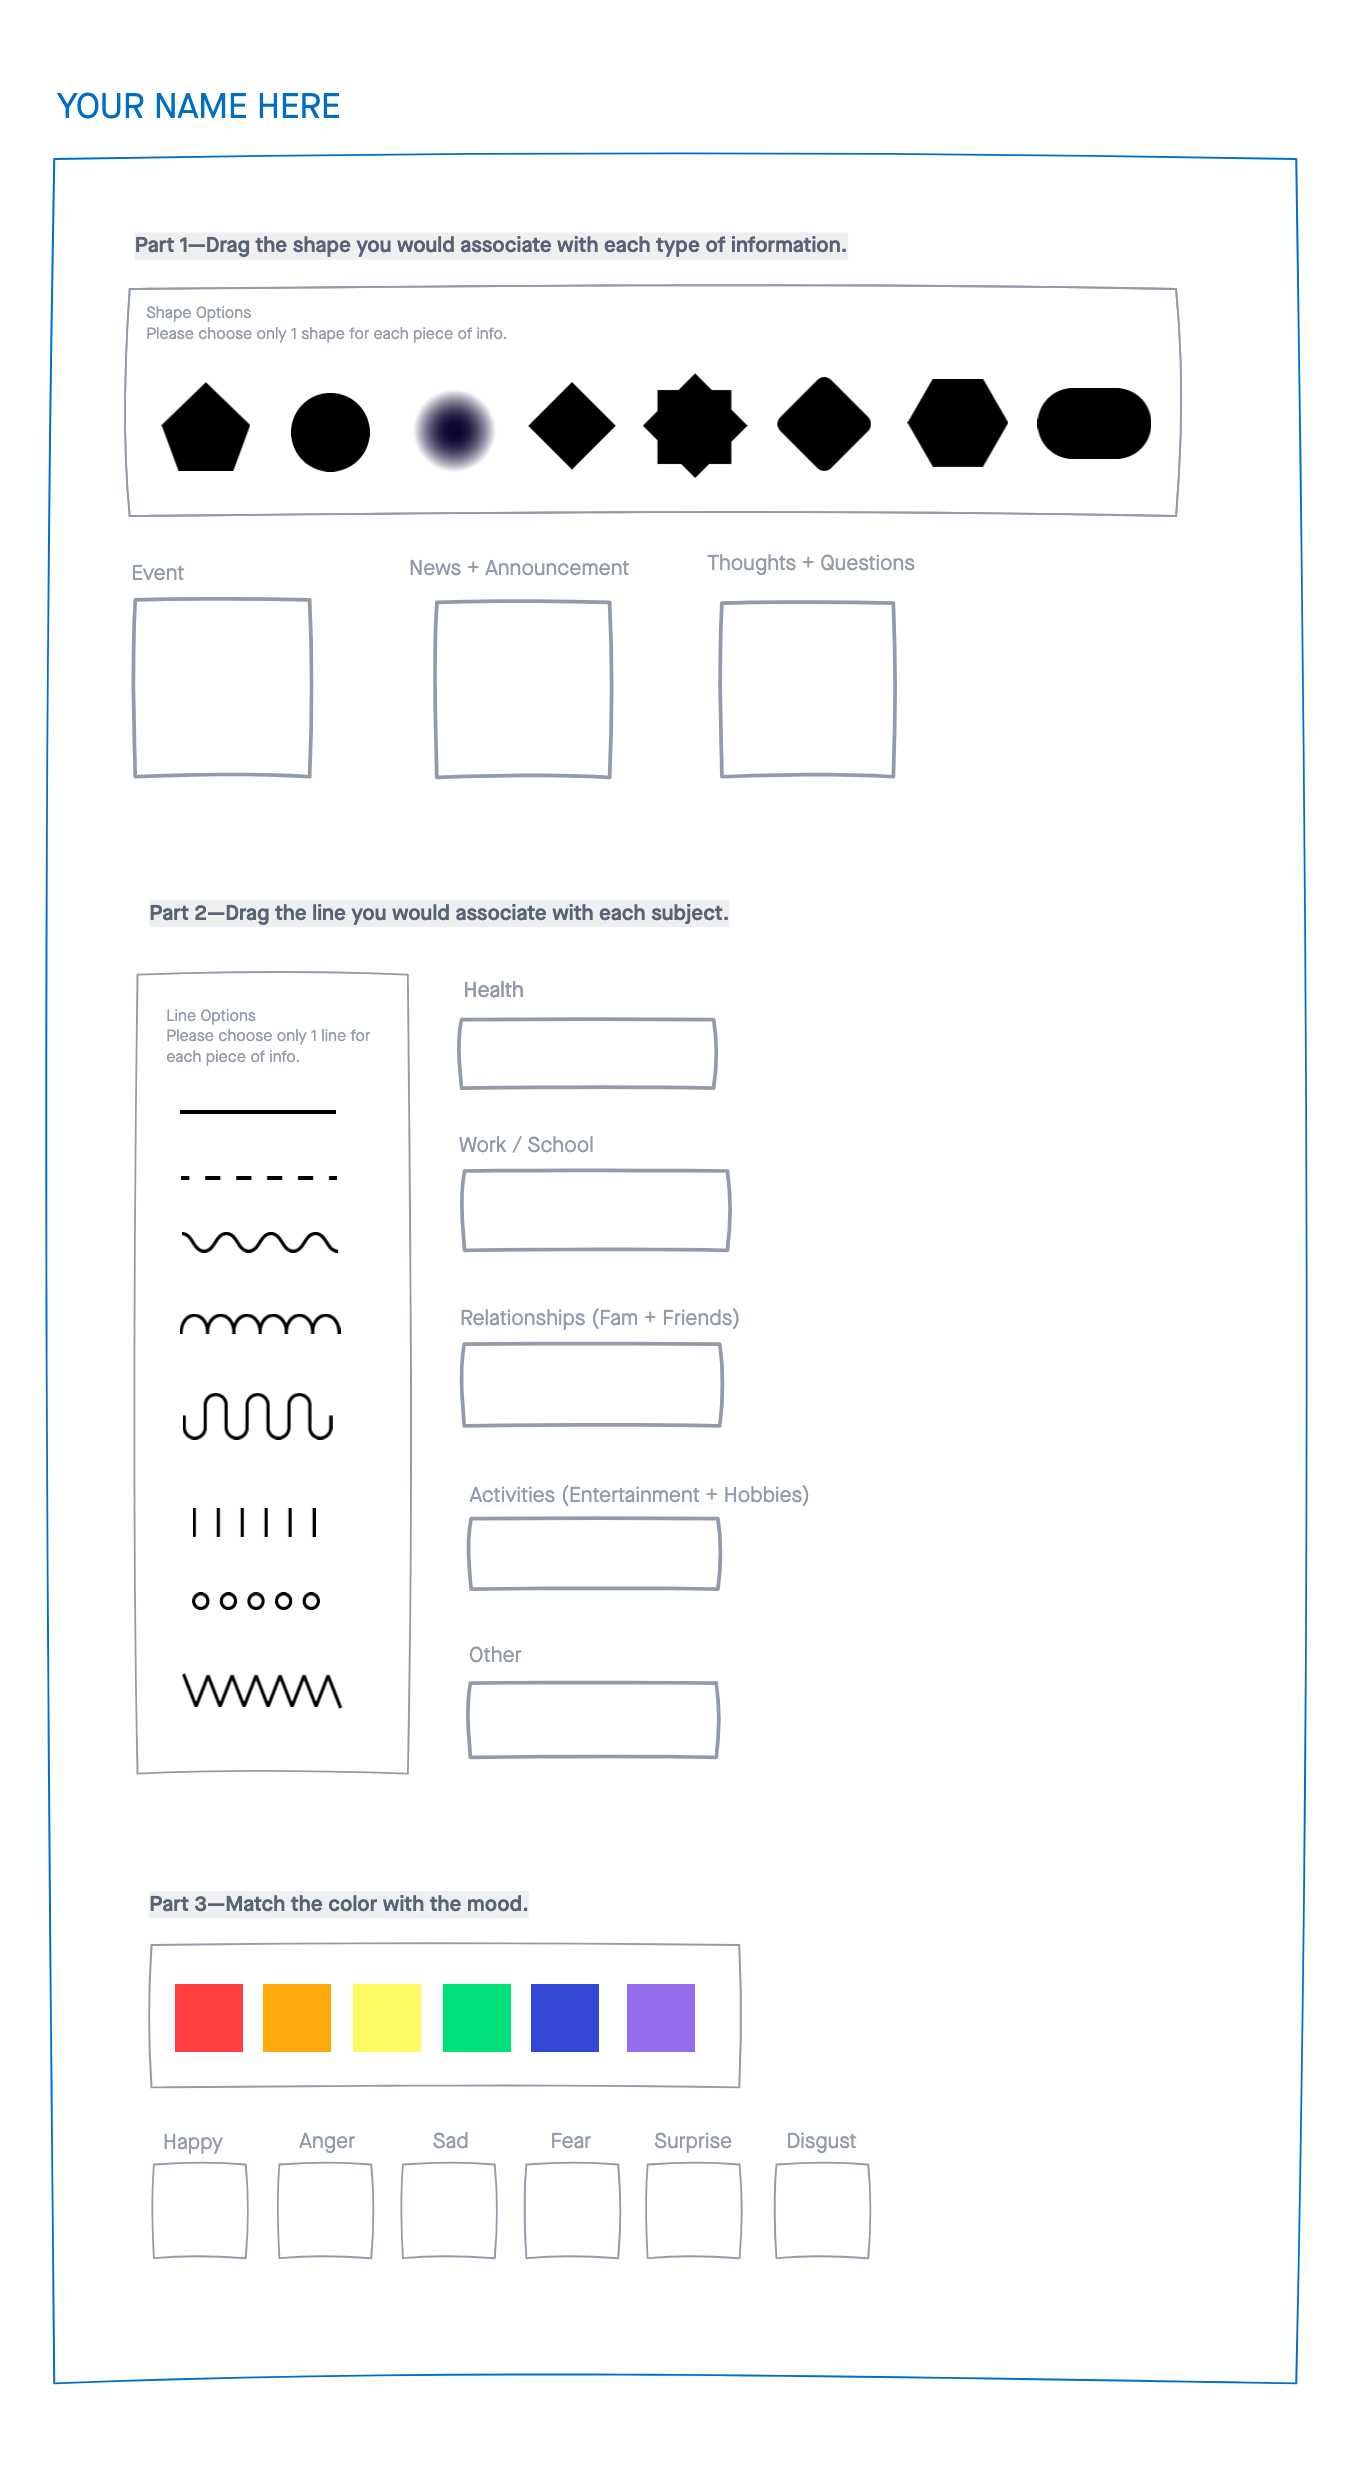 YOUR NAME HERE
Part 1—Drag the shape you would associate with each type of information.
Shape Options
Please choose only 1 shape for each piece of info.
Event
News + Announcement
Thoughts + Questions
Part 2—Drag the line you would associate with each subject.
Line Options
Please choose only 1 line for
each piece of info.
Health
Work / School
Relationships (Fam + Friends)
Activities (Entertainment + Hobbies)
Other
Part 3—Match the color with the mood.
Happy
Anger
Sad
Fear
Surprise
Disgust